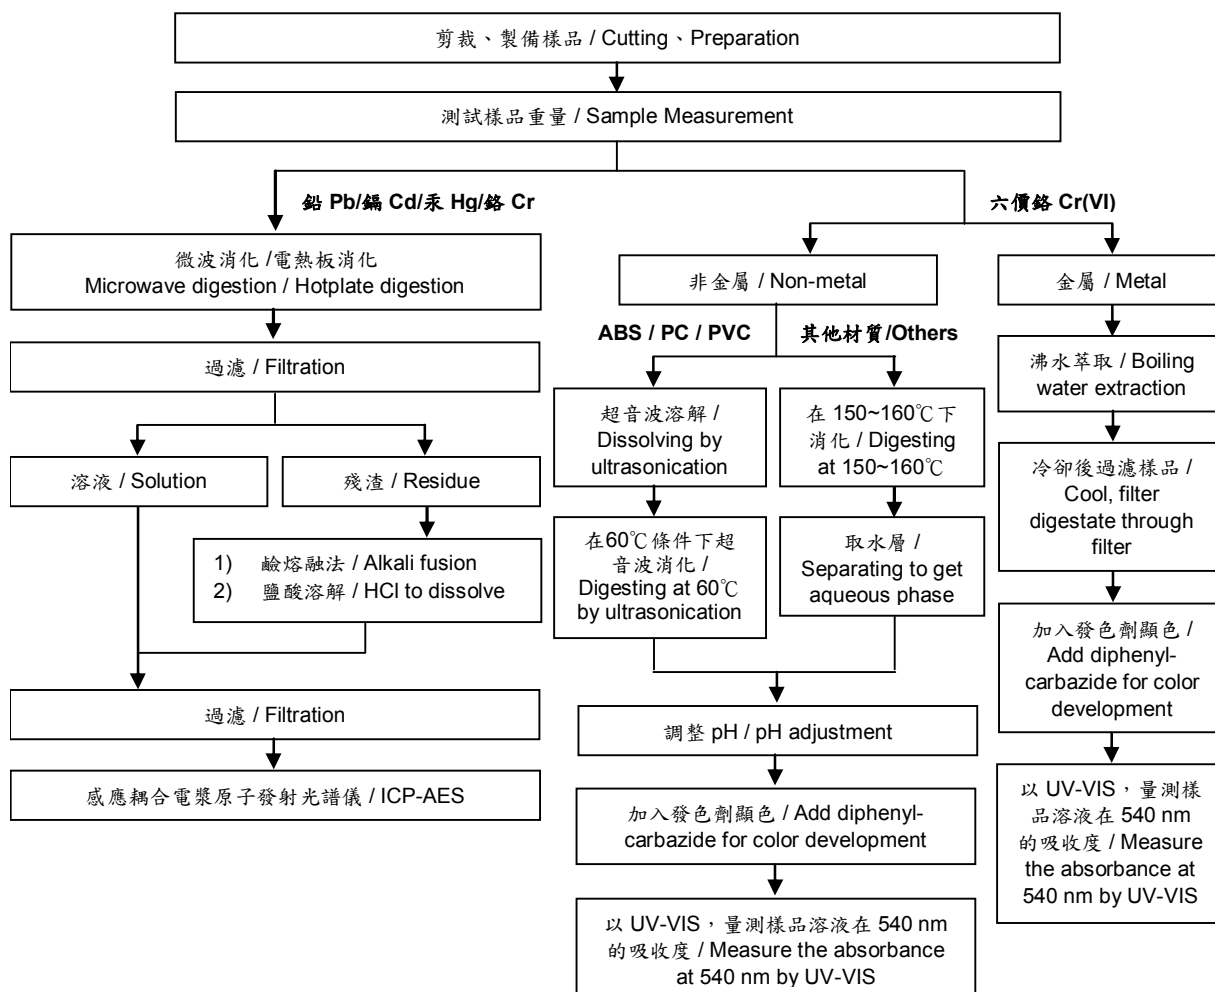 剪裁、製備樣品 / Cutting、Preparation
測試樣品重量 / Sample Measurement
鉛 Pb/鎘 Cd/汞 Hg/鉻 Cr
六價鉻 Cr(VI)
微波消化 /電熱板消化
Microwave digestion / Hotplate digestion
過濾 / Filtration
溶液 / Solution
殘渣 / Residue
1) 鹼熔融法 / Alkali fusion
2) 鹽酸溶解 / HCl to dissolve
過濾 / Filtration
感應耦合電漿原子發射光譜儀 / ICP-AES
非金屬 / Non-metal
ABS / PC / PVC
其他材質/Others
超音波溶解 /
Dissolving by
ultrasonication
在60℃條件下超
音波消化 /
Digesting at 60℃
by ultrasonication
在 150~160℃下
消化 / Digesting
at 150~160℃
取水層 /
Separating to get
aqueous phase
調整 pH / pH adjustment
加入發色劑顯色 / Add diphenyl-
carbazide for color development
以 UV-VIS，量測樣品溶液在 540 nm
的吸收度 / Measure the absorbance
at 540 nm by UV-VIS
金屬 / Metal
沸水萃取 / Boiling
water extraction
冷卻後過濾樣品 /
Cool, filter
digestate through
filter
加入發色劑顯色 /
Add diphenyl-
carbazide for color
development
以 UV-VIS，量測樣
品溶液在 540 nm
的吸收度 / Measure
the absorbance at
540 nm by UV-VIS